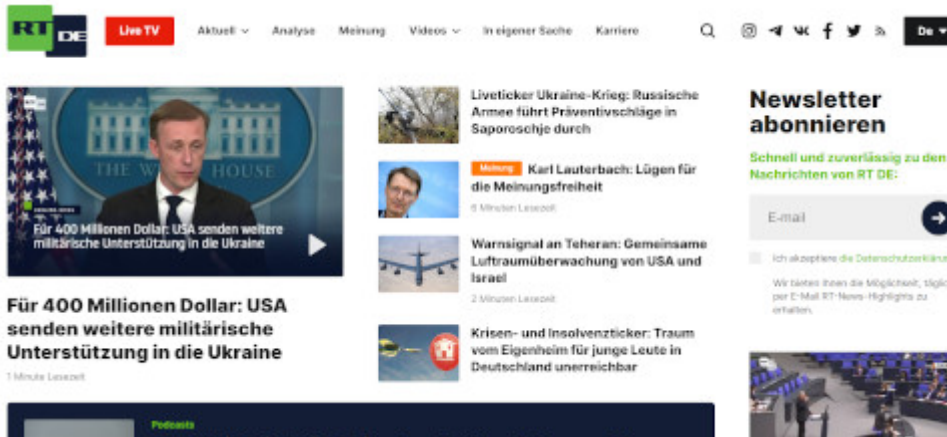 RT DE
Live TV
Aktuell
Analyse
Meinung
Videos
In eigener Sache
Karriere
De
THE WHITE HOUSE
Für 400 Millionen Dollar: USA senden weitere
militärische Unterstützung in die Ukraine
Für 400 Millionen Dollar: USA
senden weitere militärische
Unterstützung in die Ukraine
1 Minute Lesezeit
Liveticker Ukraine-Krieg: Russische
Armee führt Präventivschläge in
Saporoschje durch
Meinung Karl Lauterbach: Lügen für
die Meinungsfreiheit
6 Minuten Lesezeit
Warnsignal an Teheran: Gemeinsame
Luftraumüberwachung von USA und
Israel
2 Minuten Lesezeit
Krisen- und Insolvenzticker: Traum
vom Eigenheim für junge Leute in
Deutschland unerreichbar
Newsletter
abonnieren
Schnell und zuverlässig zu den
Nachrichten von RT DE:
E-mail
Ich akzeptiere die Datenschutzerklärun
Wir bieten Ihnen die Möglichkeit, täglic
per E-Mail RT-News-Highlights zu
erhalten.
Podcasts